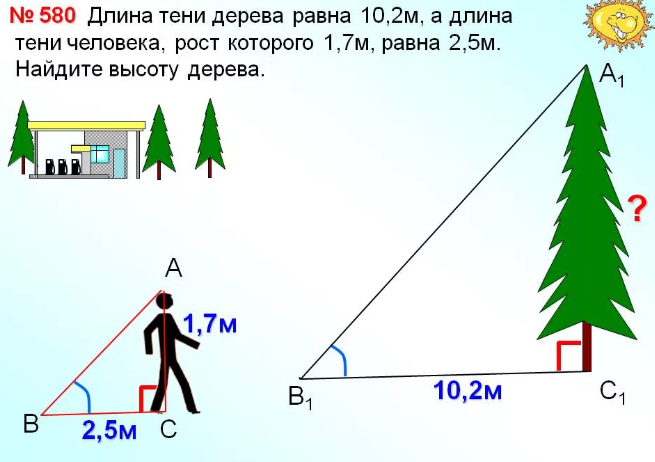 № 580 Длина тени дерева равна 10,2м, а длина
тени человека, рост которого 1,7м, равна 2,5м.
Найдите высоту дерева.
A₁
?
A
1,7м
B₁
10,2м
C₁
B
2,5м
C